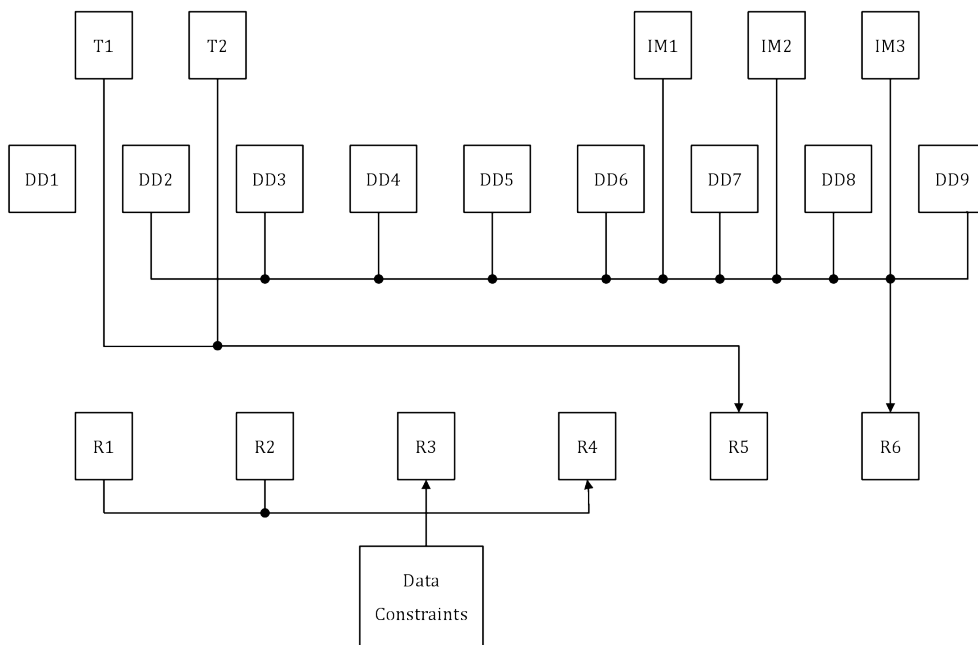 T1
T2
IM1
IM2
IM3
DD1
DD2
DD3
DD4
DD5
DD6
DD7
DD8
DD9
R1
R2
R3
R4
R5
R6
Data
Constraints